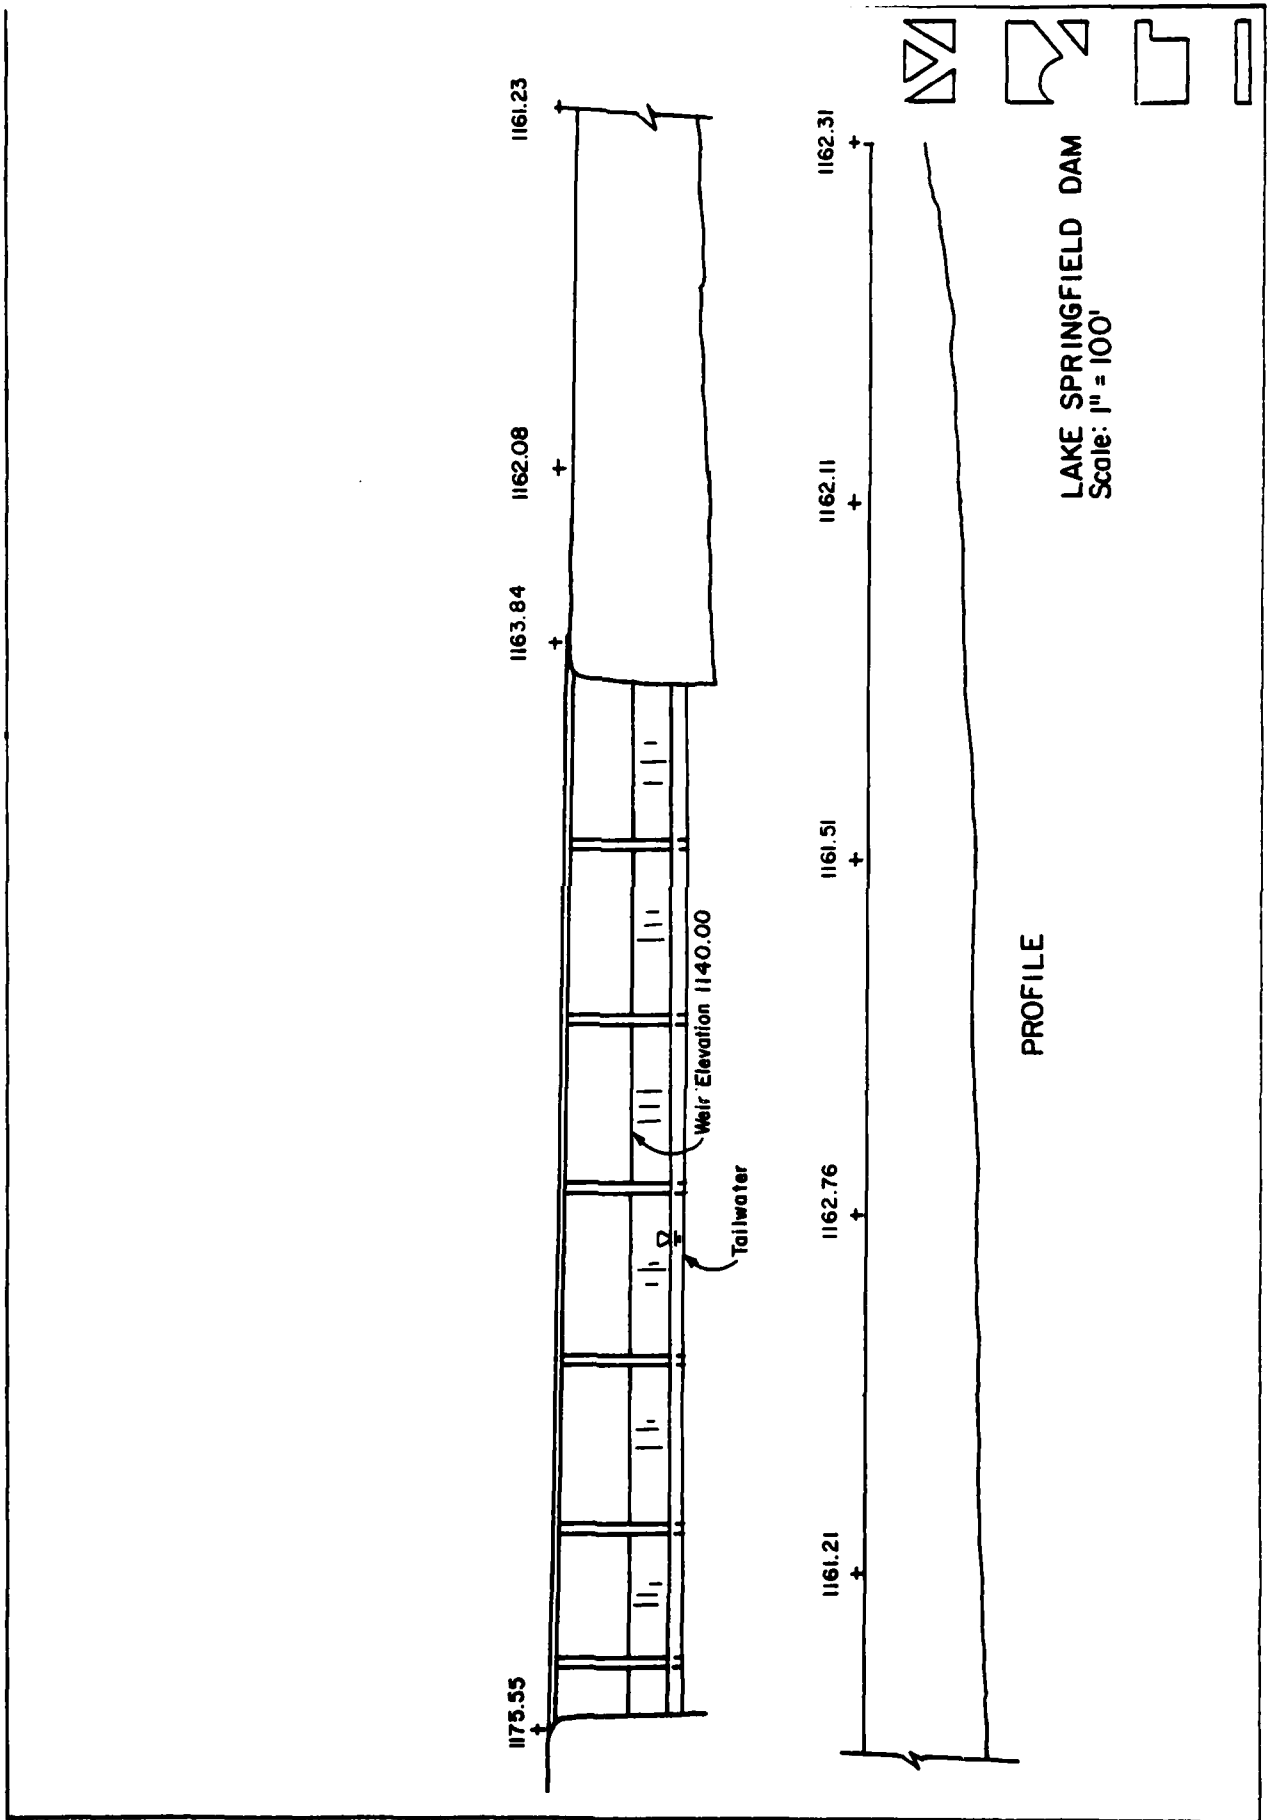 1175.55
1163.84
1162.08
1161.23
Weir Elevation 1140.00
Tailwater
1161.21
1162.76
1161.51
1162.11
1162.31
PROFILE
LAKE SPRINGFIELD DAM
Scale: 1" = 100'